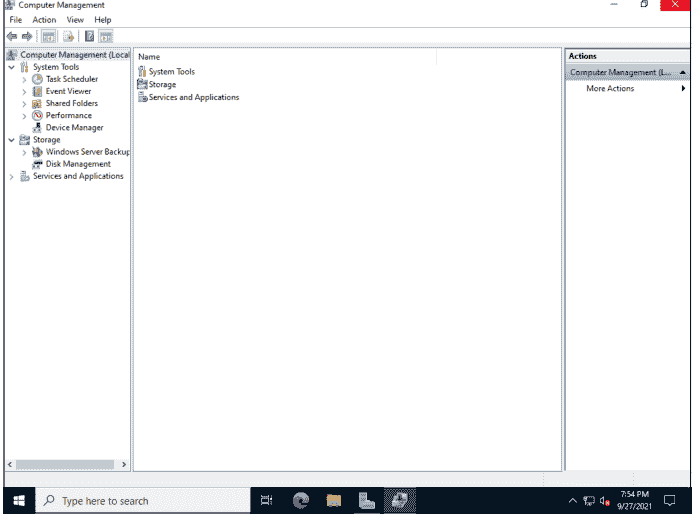 Computer Management
File Action View Help
Computer Management (Local
System Tools
Task Scheduler
Event Viewer
Shared Folders
Performance
Device Manager
Storage
Windows Server Backup
Disk Management
Services and Applications
Name
System Tools
Storage
Services and Applications
Actions
Computer Management (L...
More Actions
Type here to search
7:54 PM
9/27/2021